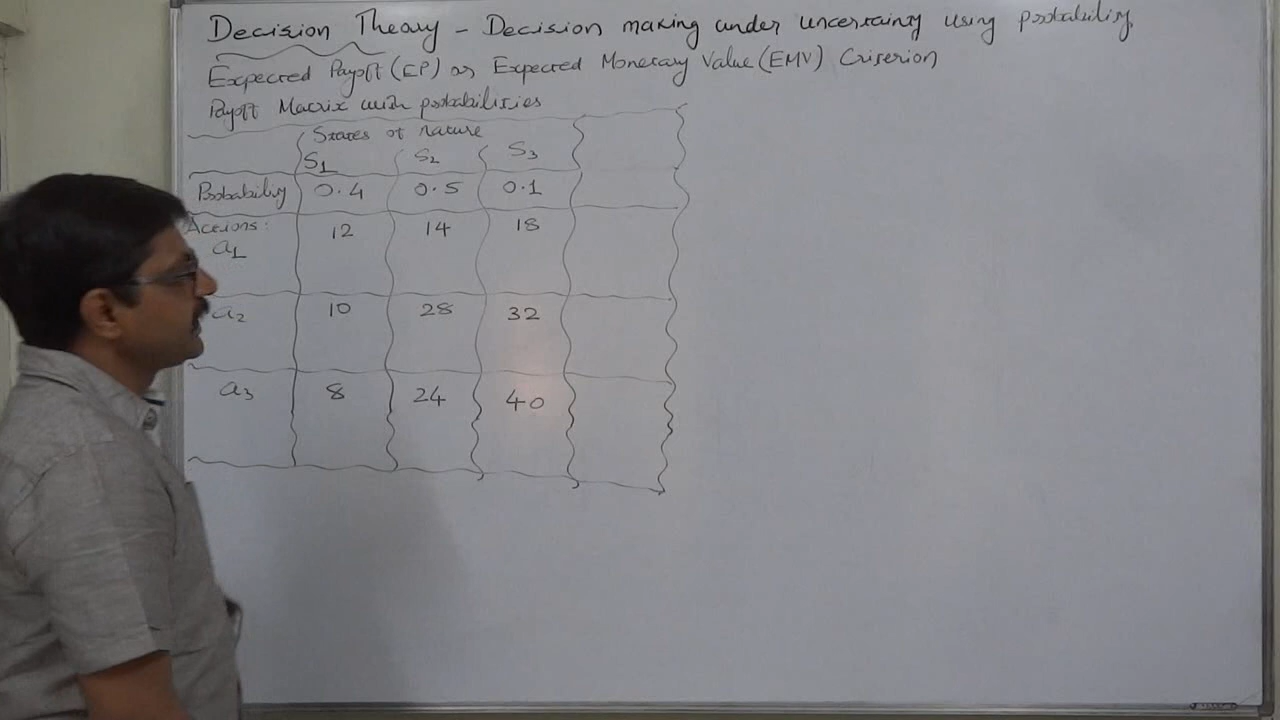 Decision Theory - Decision making under uncertainty using probability
Expected Payoff (EP) or Expected Monetary Value (EMV) Criterion
Payoff Matrix with probabilities
States of nature
S1 S2 S3
Probability 0.4 0.5 0.1
Actions:
a1 12 14 18
a2 10 28 32
a3 8 24 40